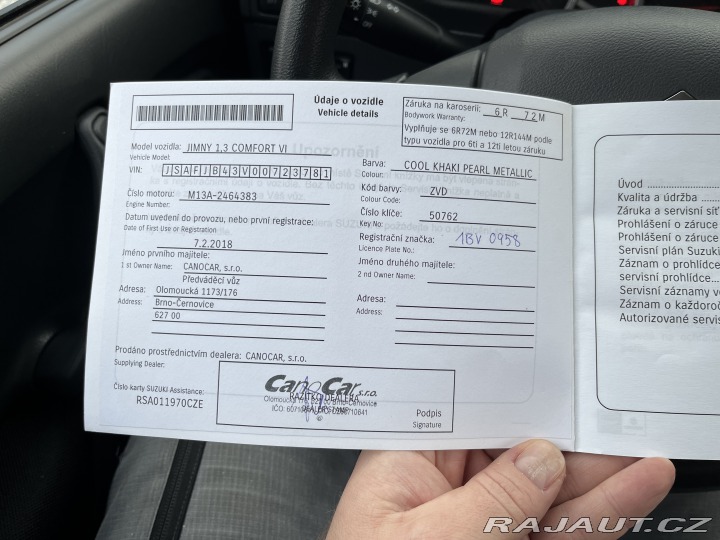 Údaje o vozidle
Vehicle details
Záruka na karoserii: 6R 72M
Bodywork Warranty:
Vyplňuje se 6R72M nebo 12R144M podle
typu vozidla pro 6ti a 12ti letou záruku
Model vozidla: JIMNY 1,3 COMFORT VI
Vehicle Model:
VIN: JSAFJB43V00723781
Číslo motoru: M13A-2464383
Engine Number:
Datum uvedení do provozu, nebo první registrace:
Date of First Use or Registration
7.2.2018
Jméno prvního majitele:
1 st Owner Name: CANOCAR, s.r.o.
Předváděcí vůz
Adresa: Olomoucká 1173/176
Address: Brno-Černovice
627 00
Barva: COOL KHAKI PEARL METALLIC
Colour:
Kód barvy: ZVD
Colour Code:
Číslo klíče: 50762
Key No:
Registrační značka: 1BV 0958
Licence Plate No.:
Jméno druhého majitele:
2 nd Owner Name:
Adresa:
Address:
Prodáno prostřednictvím dealera: CANOCAR, s.r.o.
Supplying Dealer:
Číslo karty SUZUKI Assistance:
RSA011970CZE
CanoCar s.r.o.
RAZÍTKO DEALERA
Podpis
Signature
Úvod
Kvalita a údržba
Záruka a servisní síť
Prohlášení o záruce
Prohlášení o záruce
Servisní plán Suzuki
Záznam o prohlídce
servisní prohlídce
Servisní záznamy
Záznam o každoroč
Autorizované servis
Upozornění
RAJAUT.CZ